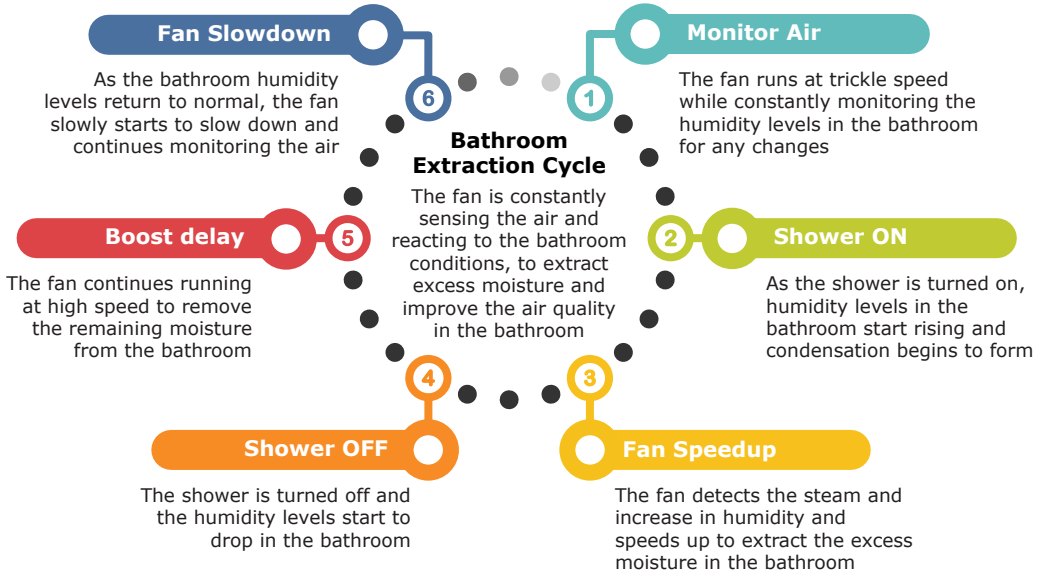 Bathroom
Extraction Cycle
The fan is constantly
sensing the air and
reacting to the bathroom
conditions, to extract
excess moisture and
improve the air quality
in the bathroom
1
Monitor Air
The fan runs at trickle speed
while constantly monitoring the
humidity levels in the bathroom
for any changes
2
Shower ON
As the shower is turned on,
humidity levels in the
bathroom start rising and
condensation begins to form
3
Fan Speedup
The fan detects the steam and
increase in humidity and
speeds up to extract the excess
moisture in the bathroom
4
Shower OFF
The shower is turned off and
the humidity levels start to
drop in the bathroom
5
Boost delay
The fan continues running
at high speed to remove
the remaining moisture
from the bathroom
6
Fan Slowdown
As the bathroom humidity
levels return to normal, the fan
slowly starts to slow down and
continues monitoring the air